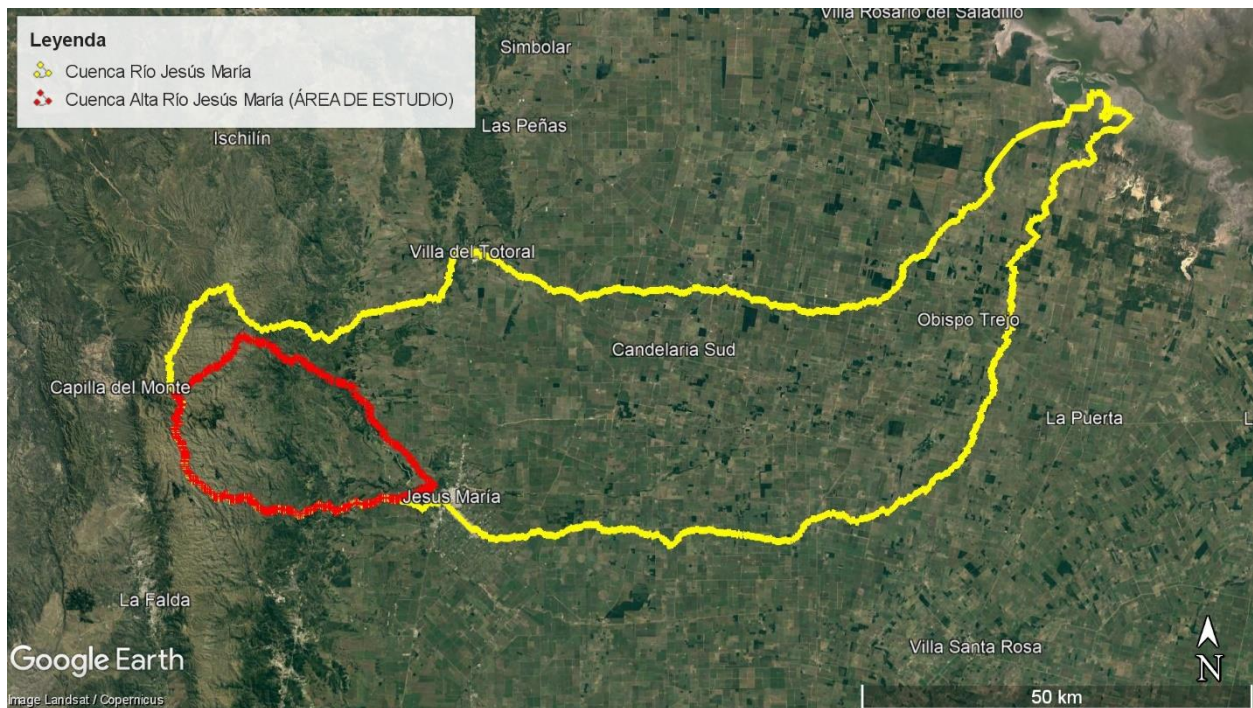 Villa Rosario del Saladillo
Leyenda
Cuenca Río Jesús María
Cuenca Alta Río Jesús María (ÁREA DE ESTUDIO)
Simbolar
Las Peñas
Ischilín
Villa del Totoral
Obispo Trejo
Candelaria Sud
Capilla del Monte
La Puerta
L
Jesús María
La Falda
Villa Santa Rosa
Google Earth
N
Image Landsat / Copernicus
50 km